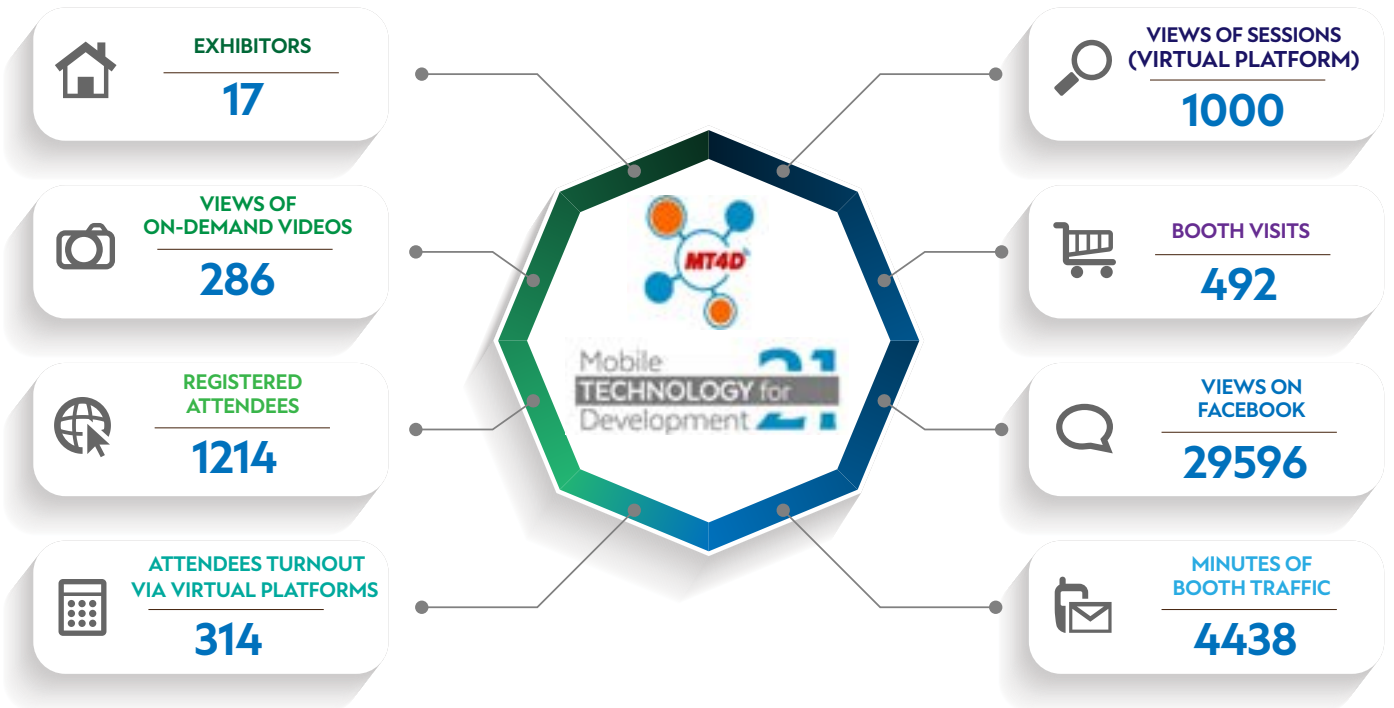 EXHIBITORS
17
VIEWS OF
ON-DEMAND VIDEOS
286
REGISTERED
ATTENDEES
1214
ATTENDEES TURNOUT
VIA VIRTUAL PLATFORMS
314
MT4D
Mobile
TECHNOLOGY for
Development
21
VIEWS OF SESSIONS
(VIRTUAL PLATFORM)
1000
BOOTH VISITS
492
VIEWS ON
FACEBOOK
29596
MINUTES OF
BOOTH TRAFFIC
4438